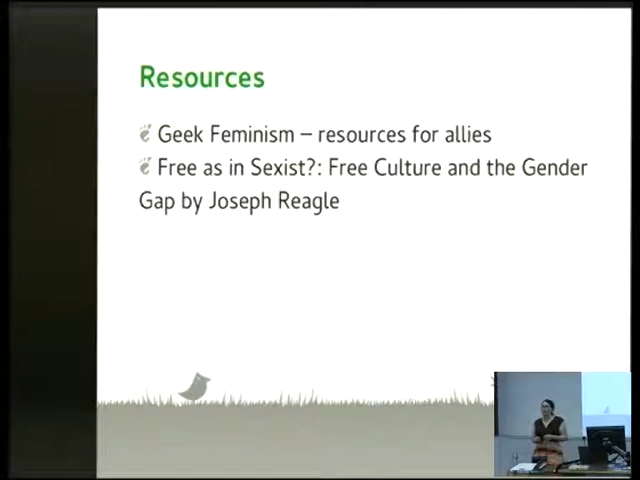 Resources
Geek Feminism – resources for allies
Free as in Sexist?: Free Culture and the Gender
Gap by Joseph Reagle